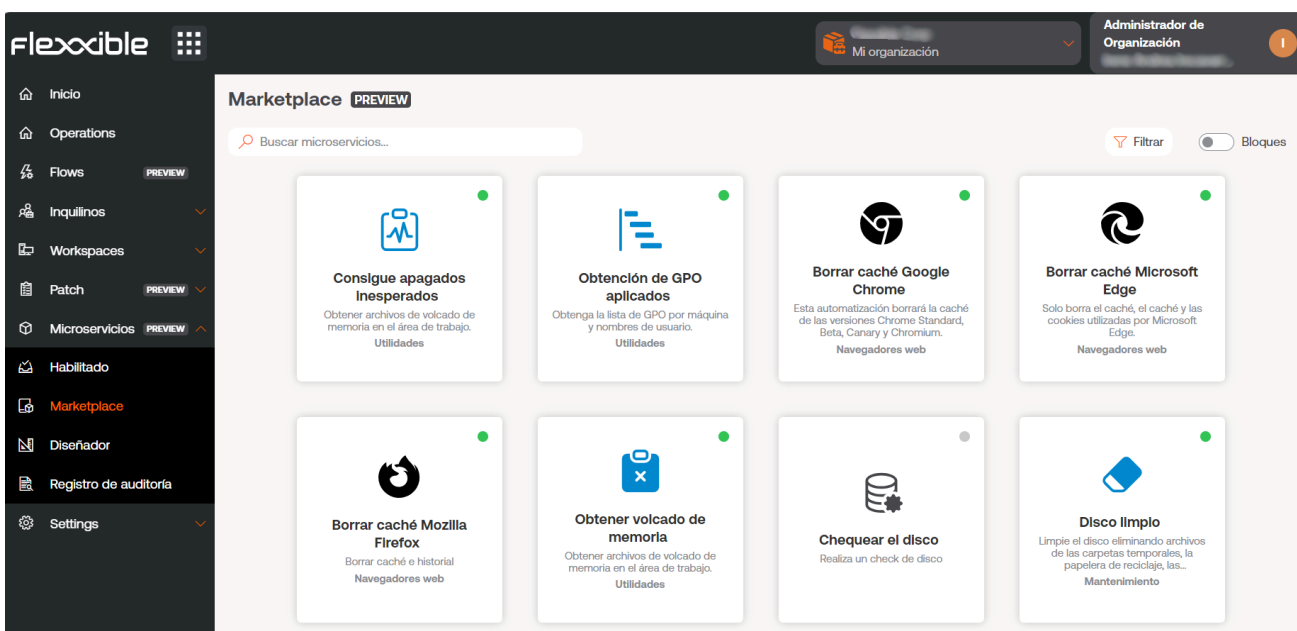 Flexxible
Mi organización
Administrador de
Organización
I
Inicio
Operations
Flows PREVIEW
Inquilinos
Workspaces
Patch PREVIEW
Microservicios PREVIEW
Habilitado
Marketplace
Diseñador
Registro de auditoría
Settings
Marketplace PREVIEW
Buscar microservicios...
Filtrar
Bloques
Consigue apagados
inesperados
Obtener archivos de volcado de
memoria en el área de trabajo.
Utilidades
Obtención de GPO
aplicados
Obtenga la lista de GPO por máquina
y nombres de usuario.
Utilidades
Borrar caché Google
Chrome
Esta automatización borrará la caché
de las versiones Chrome Standard,
Beta, Canary y Chromium.
Navegadores web
Borrar caché Microsoft
Edge
Solo borra el caché, el caché y las
cookies utilizadas por Microsoft
Edge.
Navegadores web
Borrar caché Mozilla
Firefox
Borrar caché e historial
Navegadores web
Obtener volcado de
memoria
Obtener archivos de volcado de
memoria en el área de trabajo.
Utilidades
Chequear el disco
Realiza un check de disco
Disco limpio
Limpie el disco eliminando archivos
de las carpetas temporales, la
papelera de reciclaje, las...
Mantenimiento